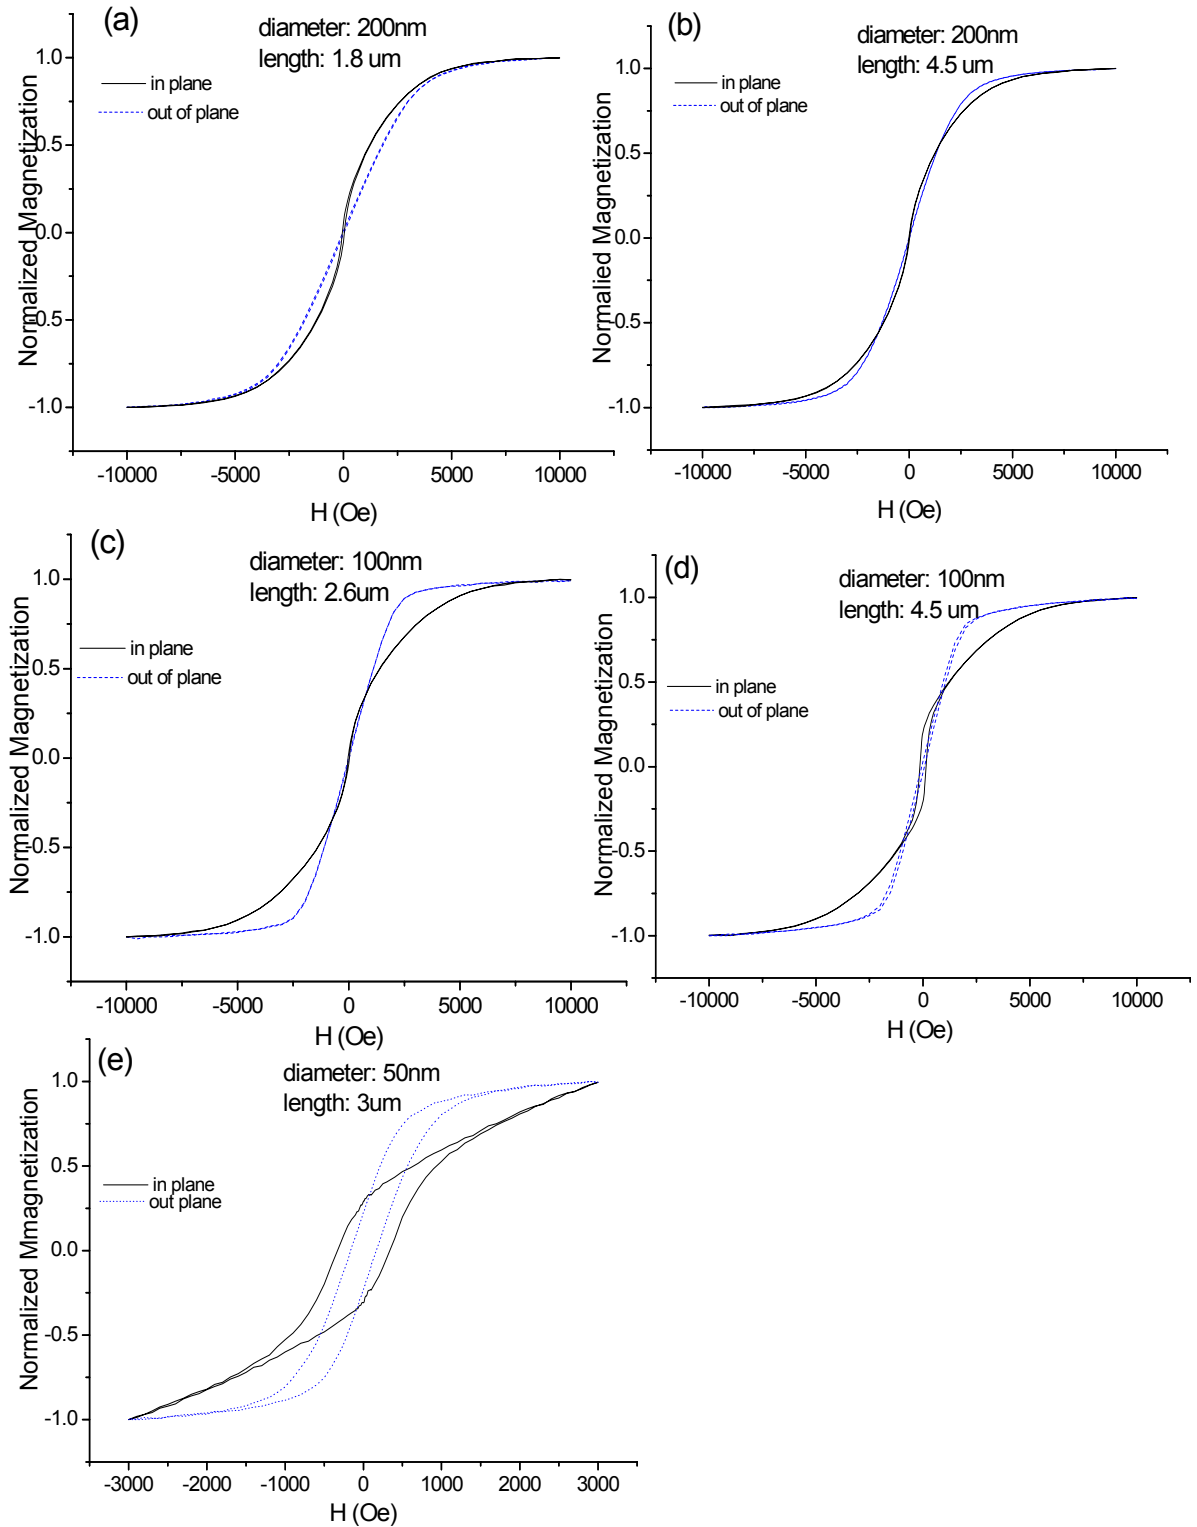 (a)
diameter: 200nm
length: 1.8 um
in plane
out of plane
Normalized Magnetization
1.0
0.5
0.0
-0.5
-1.0
-10000 -5000 0 5000 10000
H (Oe)
(b)
diameter: 200nm
length: 4.5 um
in plane
out of plane
Normalied Magnetization
1.0
0.5
0.0
-0.5
-1.0
-10000 -5000 0 5000 10000
H (Oe)
(c)
diameter: 100nm
length: 2.6um
in plane
out of plane
Normalized Magnetization
1.0
0.5
0.0
-0.5
-1.0
-10000 -5000 0 5000 10000
H (Oe)
(d)
diameter: 100nm
length: 4.5 um
in plane
out of plane
Normalized Magnetization
1.0
0.5
0.0
-0.5
-1.0
-10000 -5000 0 5000 10000
H (Oe)
(e)
diameter: 50nm
length: 3um
in plane
out plane
Normalized Mmagnetization
1.0
0.5
0.0
-0.5
-1.0
-3000 -2000 -1000 0 1000 2000 3000
H (Oe)